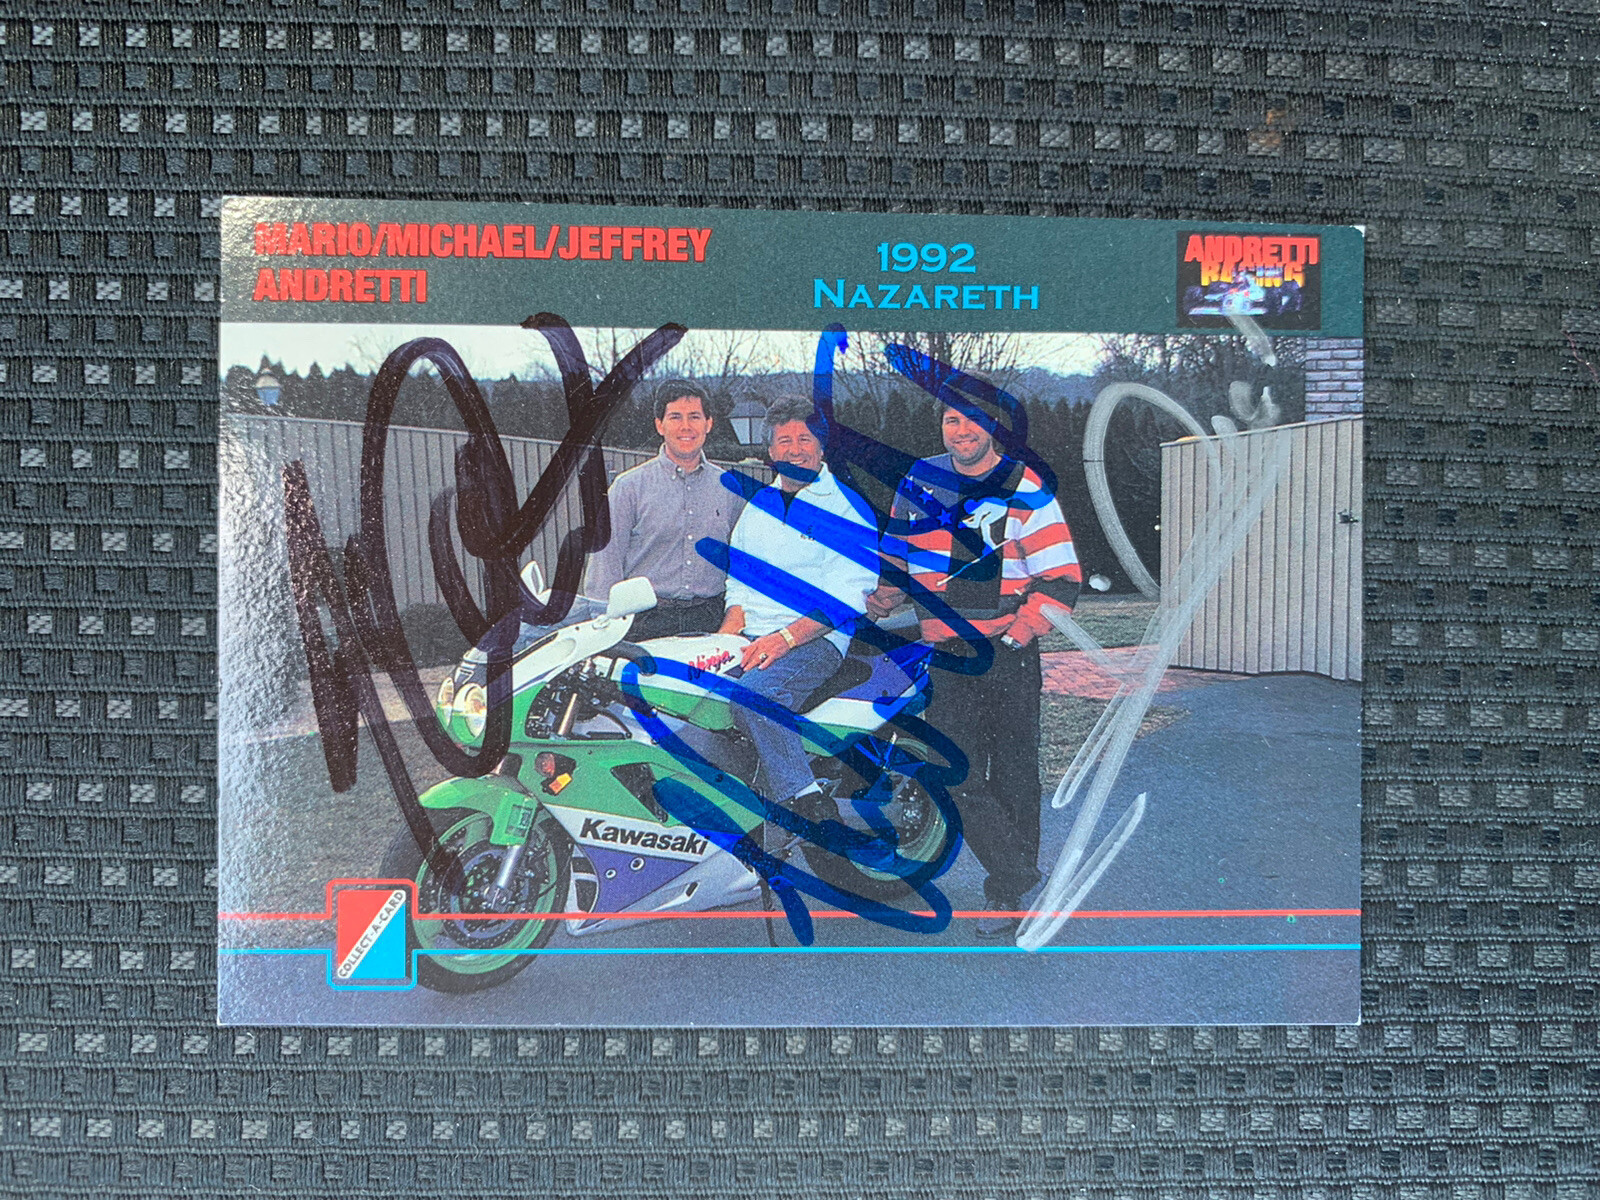 MARIO/MICHAEL/JEFFREY
ANDRETTI
1992
NAZARETH
ANDRETTI
RACING
Ninja
Kawasaki
COLLECT-A-CARD